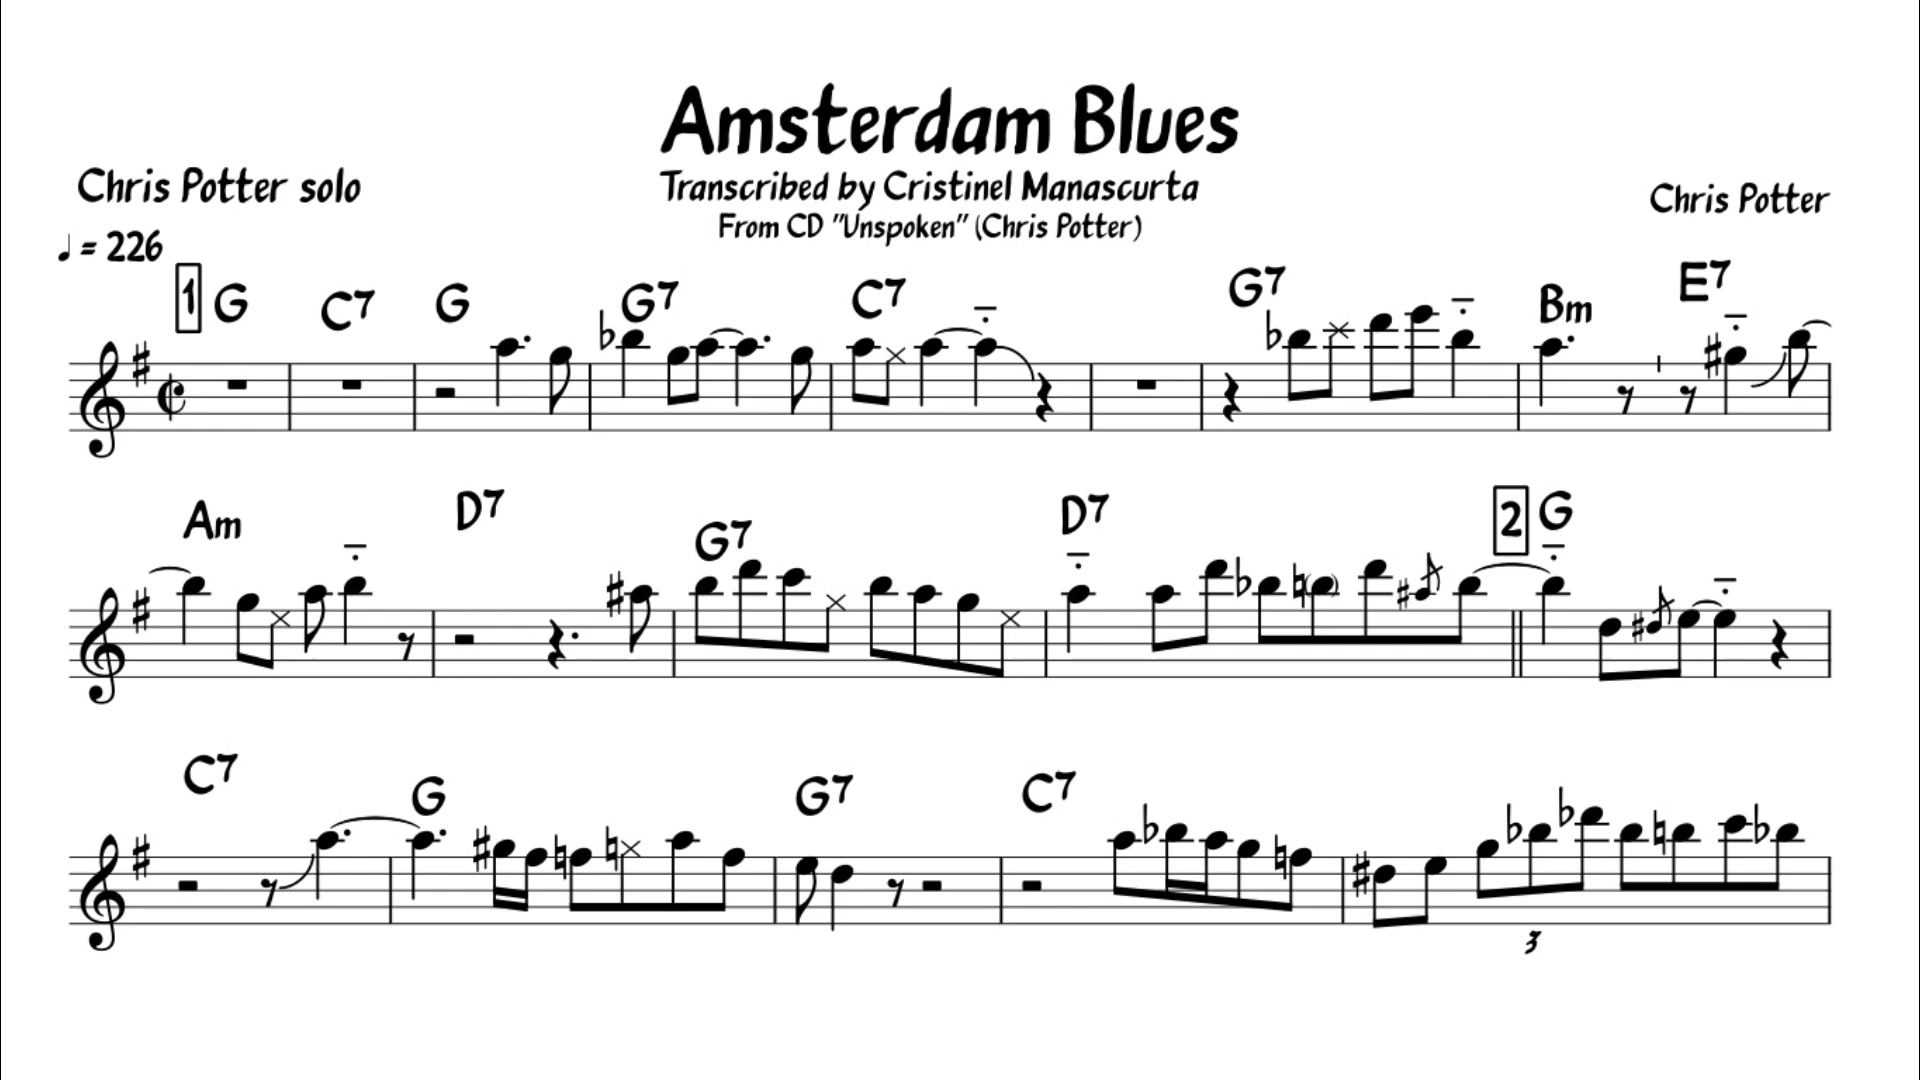 Amsterdam Blues
Chris Potter solo
Transcribed by Cristinel Manascurta
Chris Potter
From CD "Unspoken" (Chris Potter)
♩ = 226
1 G C7 G G7 C7 G7 Bm E7
Am D7 G7 D7 2 G
C7 G G7 C7
3